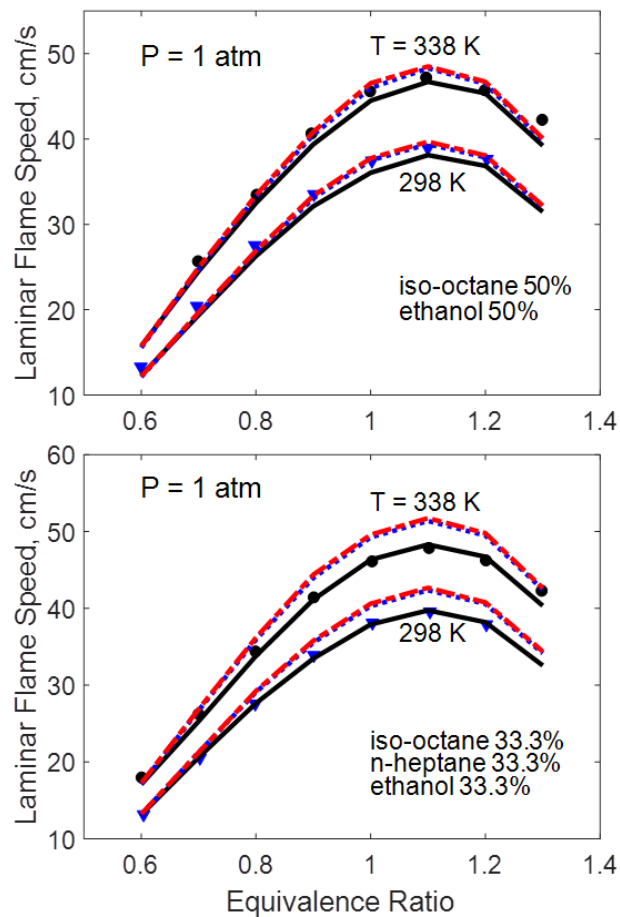 P = 1 atm
T = 338 K
298 K
iso-octane 50%
ethanol 50%
Laminar Flame Speed, cm/s
50
40
30
20
10
0.6
0.8
1
1.2
1.4
P = 1 atm
T = 338 K
298 K
iso-octane 33.3%
n-heptane 33.3%
ethanol 33.3%
Laminar Flame Speed, cm/s
60
50
40
30
20
10
0.6
0.8
1
1.2
1.4
Equivalence Ratio